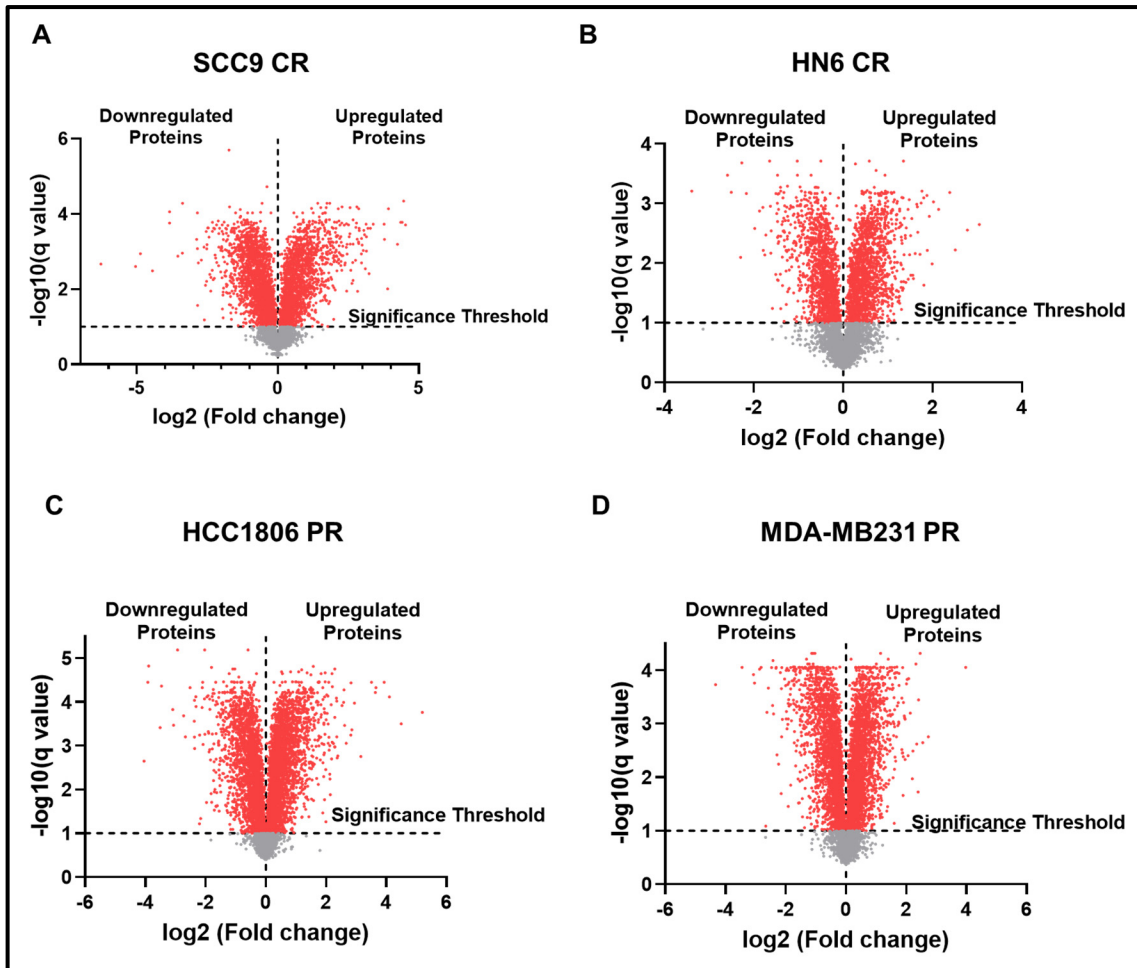 A
SCC9 CR
Downregulated
Proteins
Upregulated
Proteins
6
4
2
0
-log10(q value)
Significance Threshold
-5
0
5
log2 (Fold change)
B
HN6 CR
Downregulated
Proteins
Upregulated
Proteins
4
3
2
1
0
-log10(q value)
Significance Threshold
-4
-2
0
2
4
log2 (Fold change)
C
HCC1806 PR
Downregulated
Proteins
Upregulated
Proteins
5
4
3
2
1
0
-log10(q value)
Significance Threshold
-6
-4
-2
0
2
4
6
log2 (Fold change)
D
MDA-MB231 PR
Downregulated
Proteins
Upregulated
Proteins
4
3
2
1
0
-log10(q value)
Significance Threshold
-6
-4
-2
0
2
4
6
log2 (Fold change)